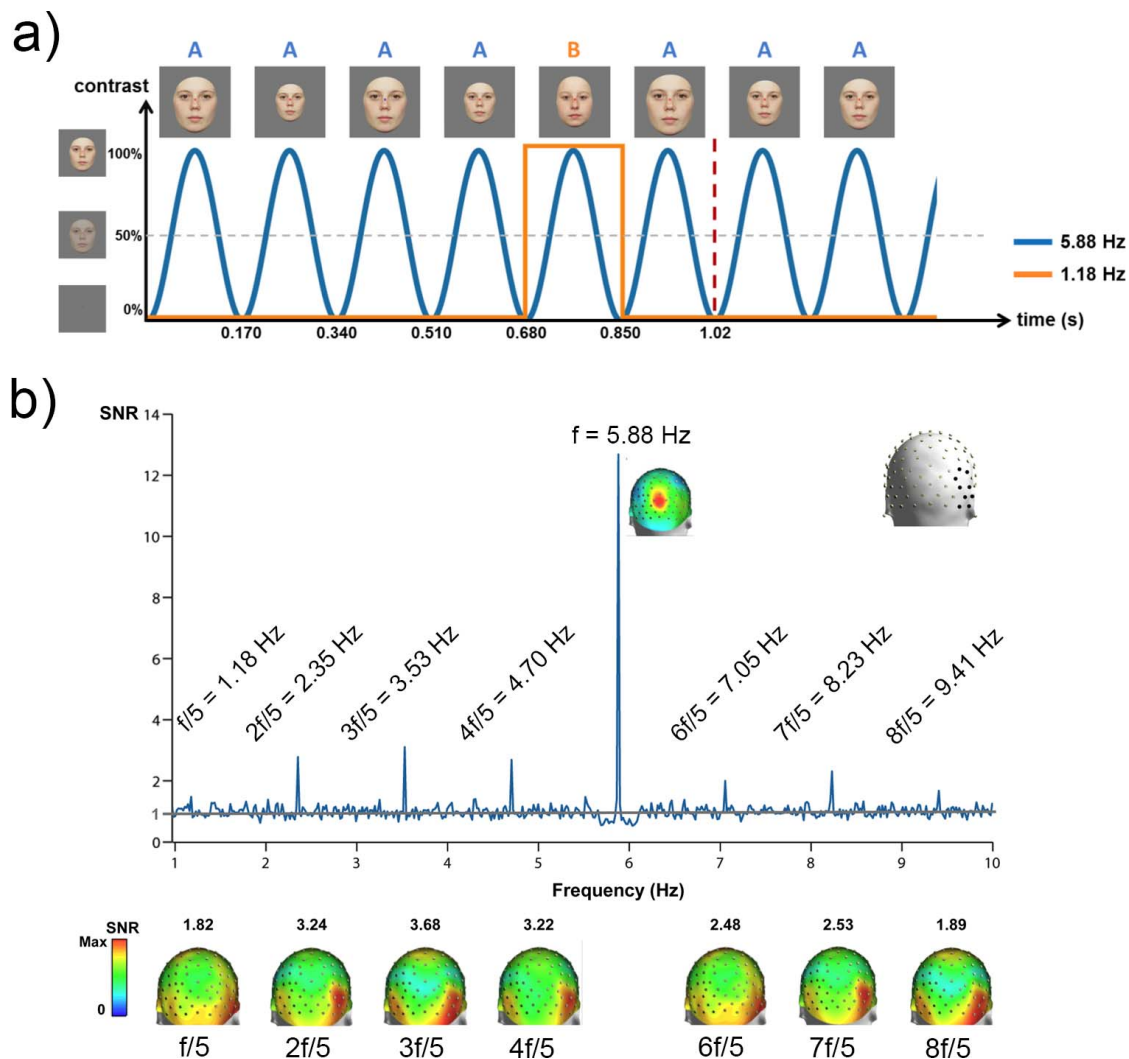 a)
A A A A B A A A
contrast
100%
50%
0%
5.88 Hz
1.18 Hz
0.170 0.340 0.510 0.680 0.850 1.02 time (s)
b)
SNR
14
12
10
8
6
4
2
1
0
f = 5.88 Hz
f/5 = 1.18 Hz
2f/5 = 2.35 Hz
3f/5 = 3.53 Hz
4f/5 = 4.70 Hz
6f/5 = 7.05 Hz
7f/5 = 8.23 Hz
8f/5 = 9.41 Hz
1 2 3 4 5 6 7 8 9 10
Frequency (Hz)
SNR
Max
0
1.82 3.24 3.68 3.22 2.48 2.53 1.89
f/5 2f/5 3f/5 4f/5 6f/5 7f/5 8f/5